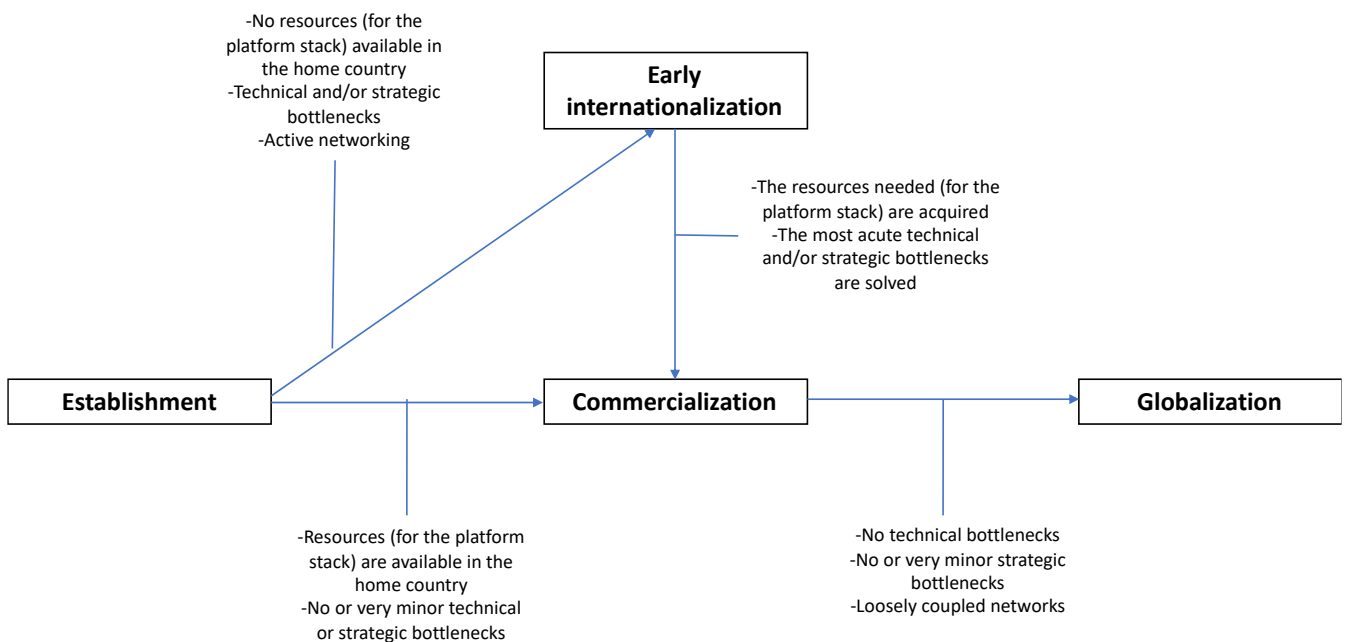 -No resources (for the
platform stack) available in
the home country
-Technical and/or strategic
bottlenecks
-Active networking
Early
internationalization
-The resources needed (for the
platform stack) are acquired
-The most acute technical
and/or strategic bottlenecks
are solved
Establishment
Commercialization
Globalization
-Resources (for the platform
stack) are available in the
home country
-No or very minor technical
or strategic bottlenecks
-No technical bottlenecks
-No or very minor strategic
bottlenecks
-Loosely coupled networks